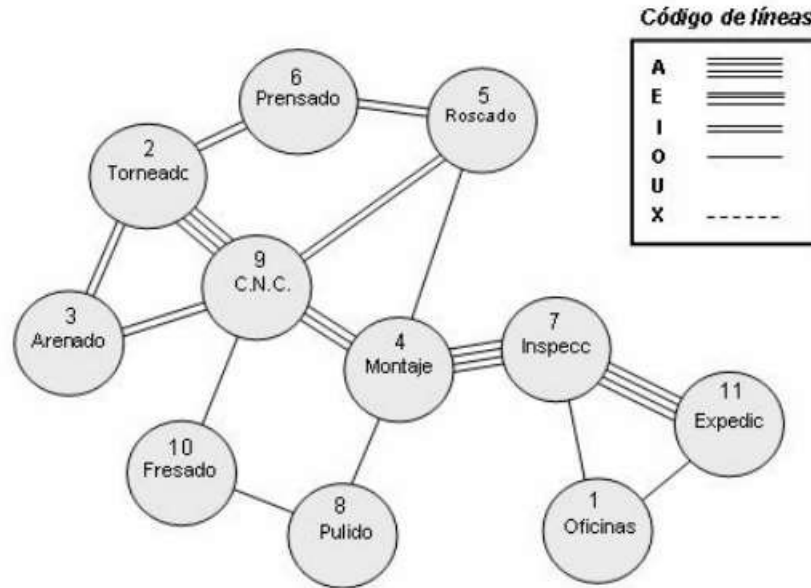 Código de líneas
A
E
I
O
U
X
6
Prensado
5
Roscado
2
Torneadc
9
C.N.C.
3
Arenado
4
Montaje
7
Inspecc
11
Expedic
10
Fresado
8
Pulido
1
Oficinas